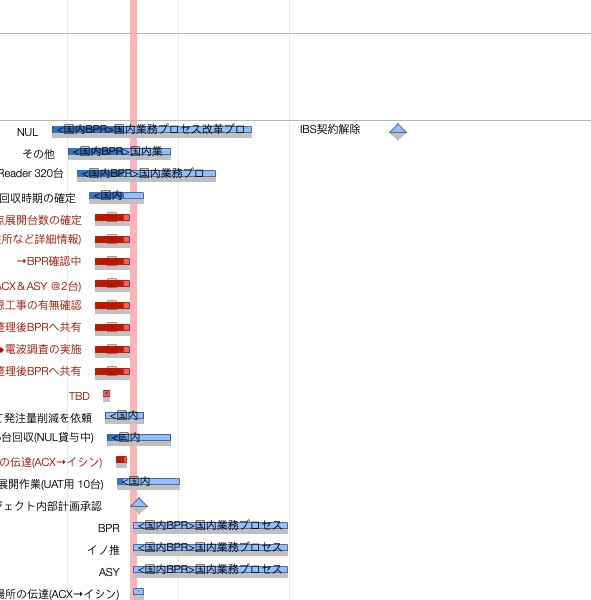 NUL <国内BPR>国内業務プロセス改革プロ IBS契約解除
その他 <国内BPR>国内業
Reader 320台 <国内BPR>国内業務プロ
回収時期の確定 <国内
点展開台数の確定
住所など詳細情報)
→BPR確認中
ACX＆ASY @2台)
工事の有無確認
整理後BPRへ共有
→電波調査の実施
整理後BPRへ共有
TBD
て発注量削減を依頼 <国内
台回収(NUL貸与中) <国内
の伝達(ACX→イシン)
展開作業(UAT用 10台) <国内
ジェクト内部計画承認
BPR <国内BPR>国内業務プロセス
イノ推 <国内BPR>国内業務プロセス
ASY <国内BPR>国内業務プロセス
場所の伝達(ACX→イシン)